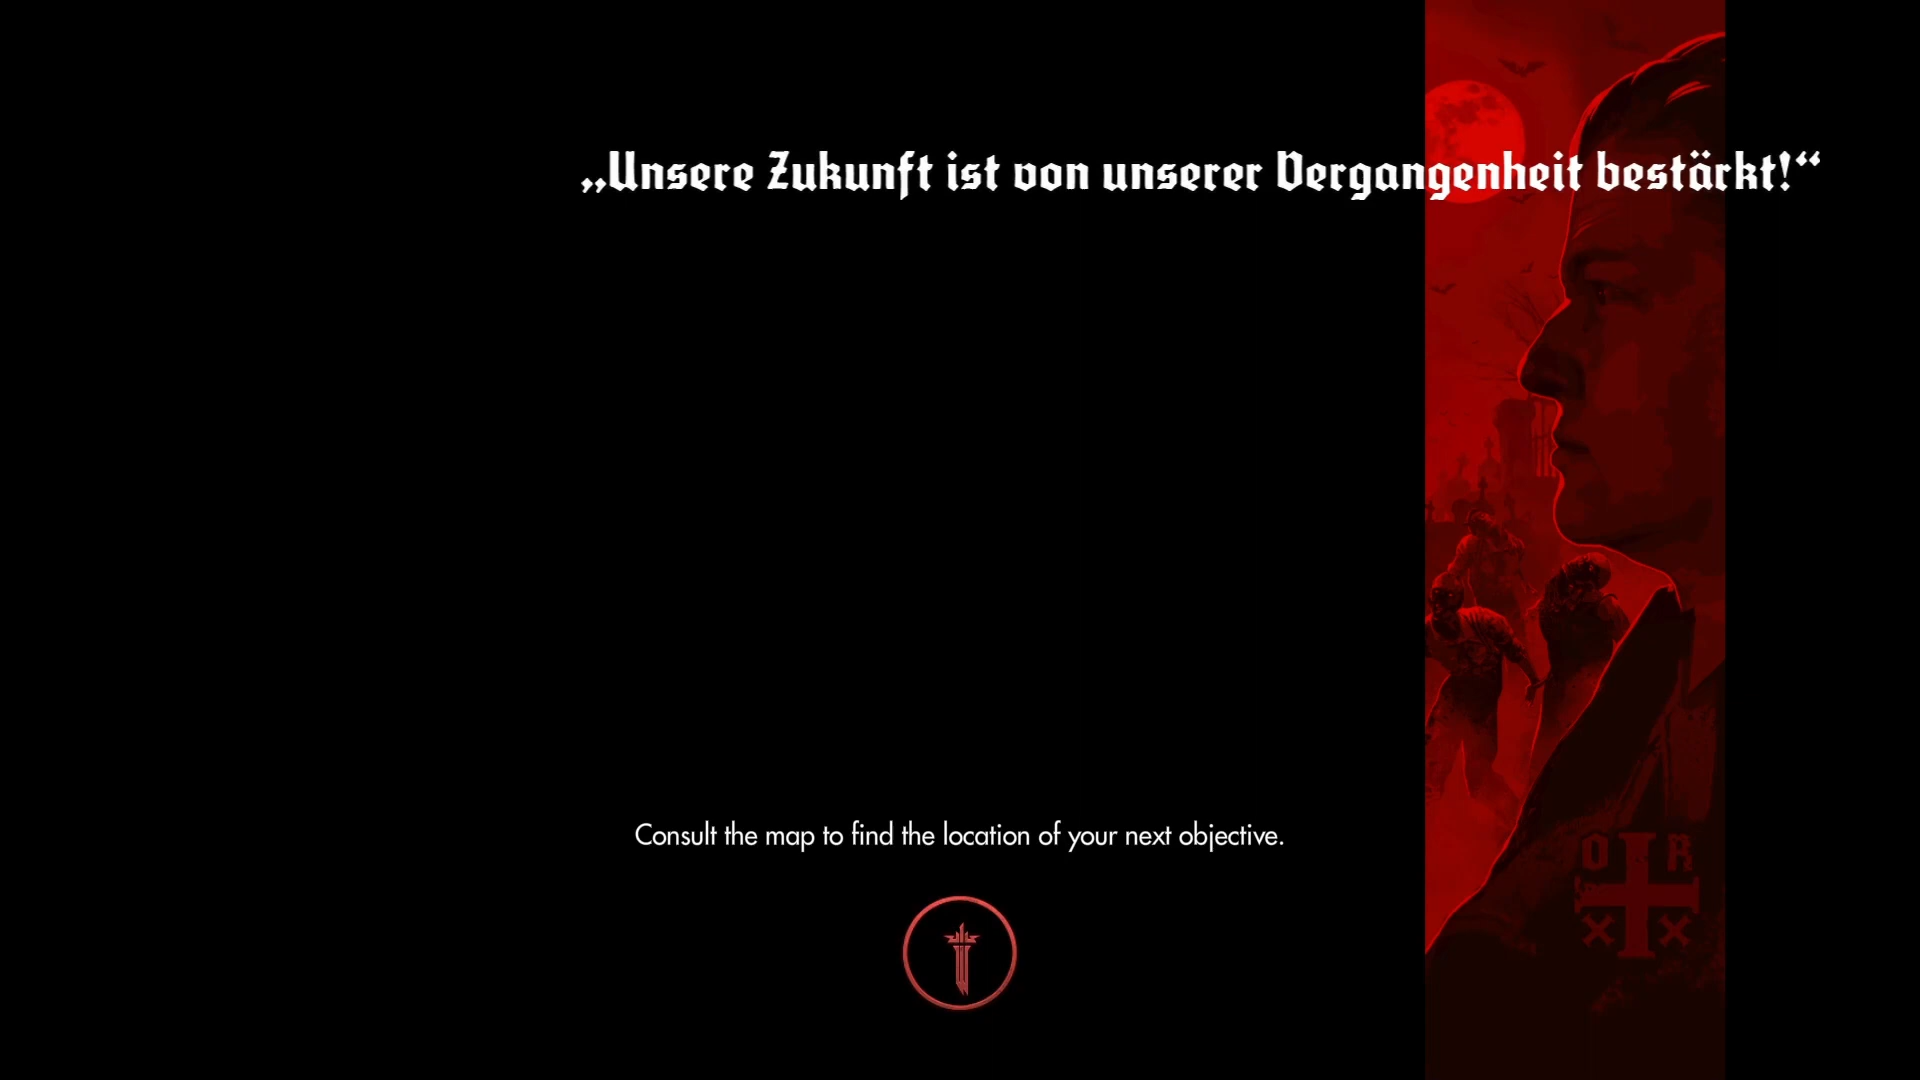 „Unsere Zukunft ist von unserer Vergangenheit bestärkt!“
O R
Consult the map to find the location of your next objective.